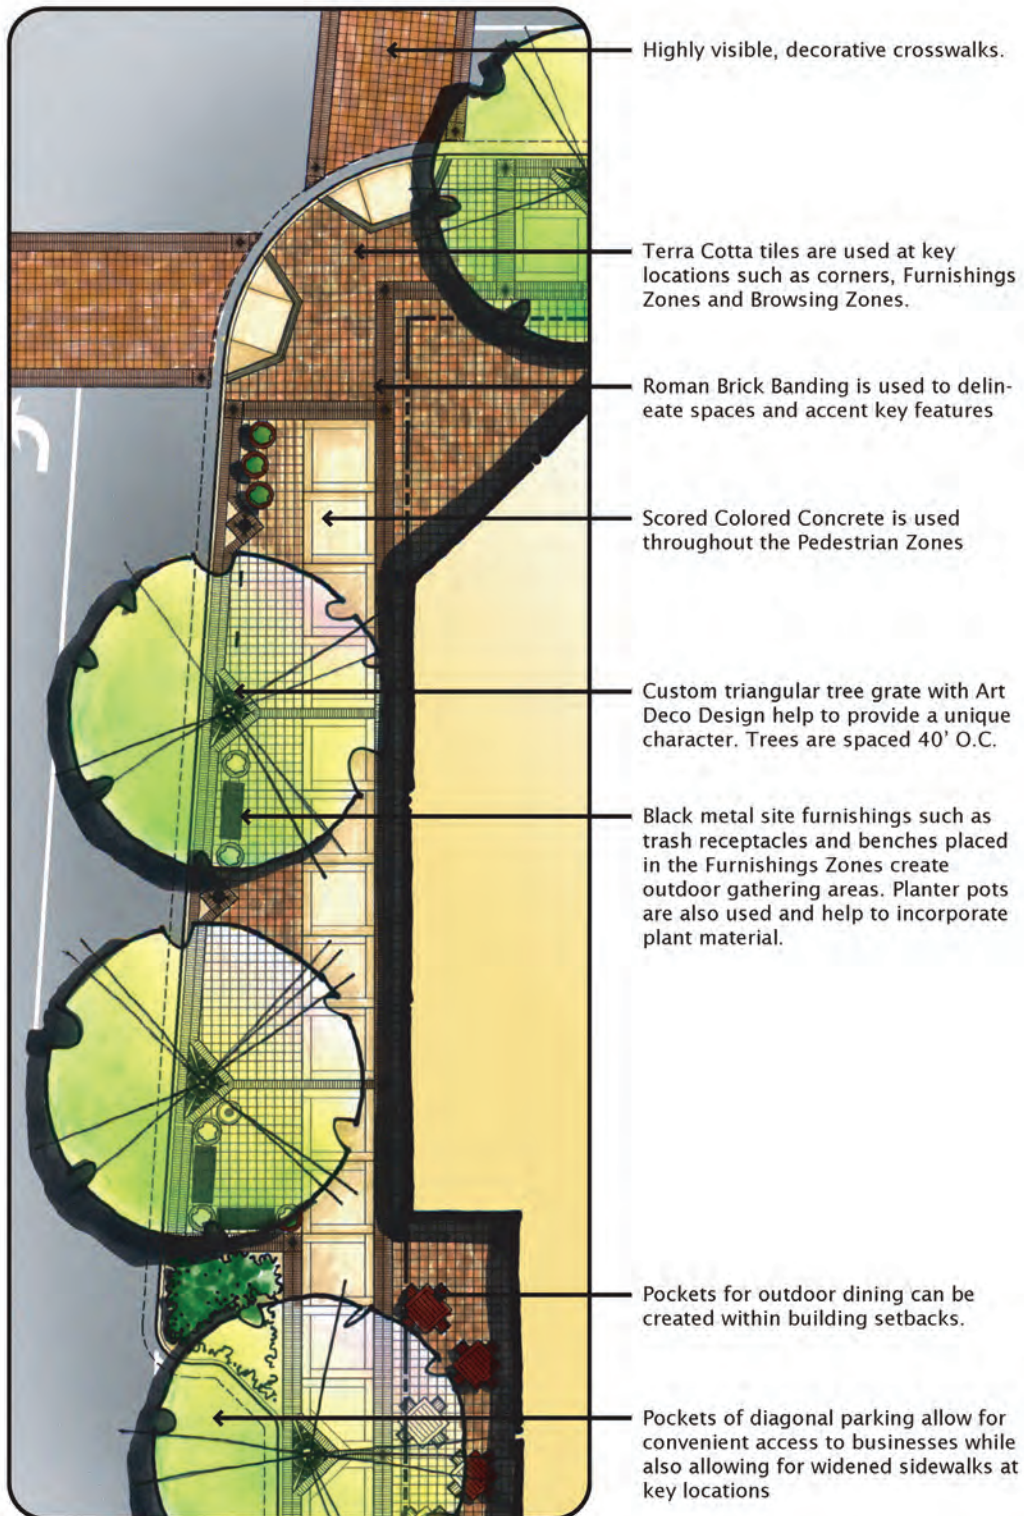 Highly visible, decorative crosswalks.
Terra Cotta tiles are used at key
locations such as corners, Furnishings
Zones and Browsing Zones.
Roman Brick Banding is used to delin-
eate spaces and accent key features
Scored Colored Concrete is used
throughout the Pedestrian Zones
Custom triangular tree grate with Art
Deco Design help to provide a unique
character. Trees are spaced 40' O.C.
Black metal site furnishings such as
trash receptacles and benches placed
in the Furnishings Zones create
outdoor gathering areas. Planter pots
are also used and help to incorporate
plant material.
Pockets for outdoor dining can be
created within building setbacks.
Pockets of diagonal parking allow for
convenient access to businesses while
also allowing for widened sidewalks at
key locations